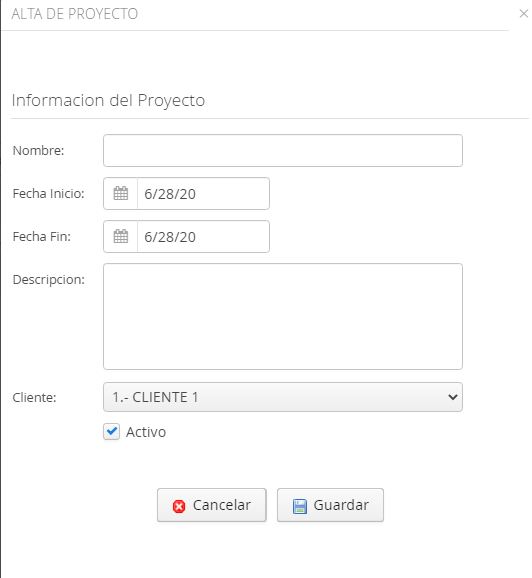 ALTA DE PROYECTO
Informacion del Proyecto
Nombre:
Fecha Inicio: 6/28/20
Fecha Fin: 6/28/20
Descripcion:
Cliente: 1.- CLIENTE 1
Activo
Cancelar Guardar